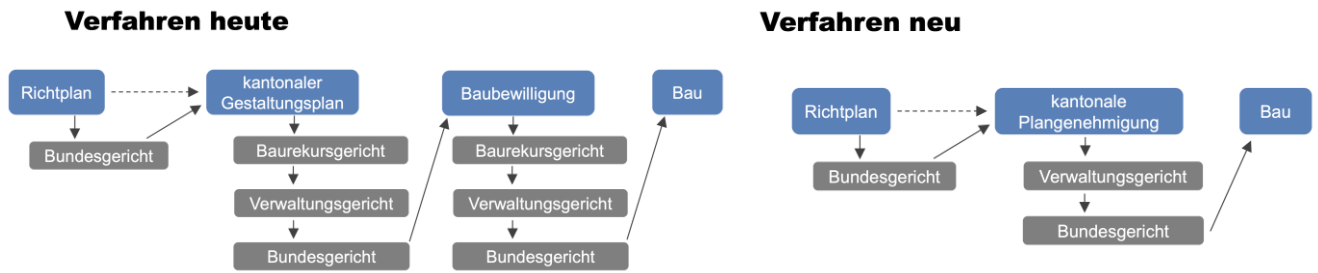 Verfahren heute
Richtplan
Bundesgericht
kantonaler
Gestaltungsplan
Baurekursgericht
Verwaltungsgericht
Bundesgericht
Baubewilligung
Baurekursgericht
Verwaltungsgericht
Bundesgericht
Bau
Verfahren neu
Richtplan
Bundesgericht
kantonale
Plangenehmigung
Verwaltungsgericht
Bundesgericht
Bau